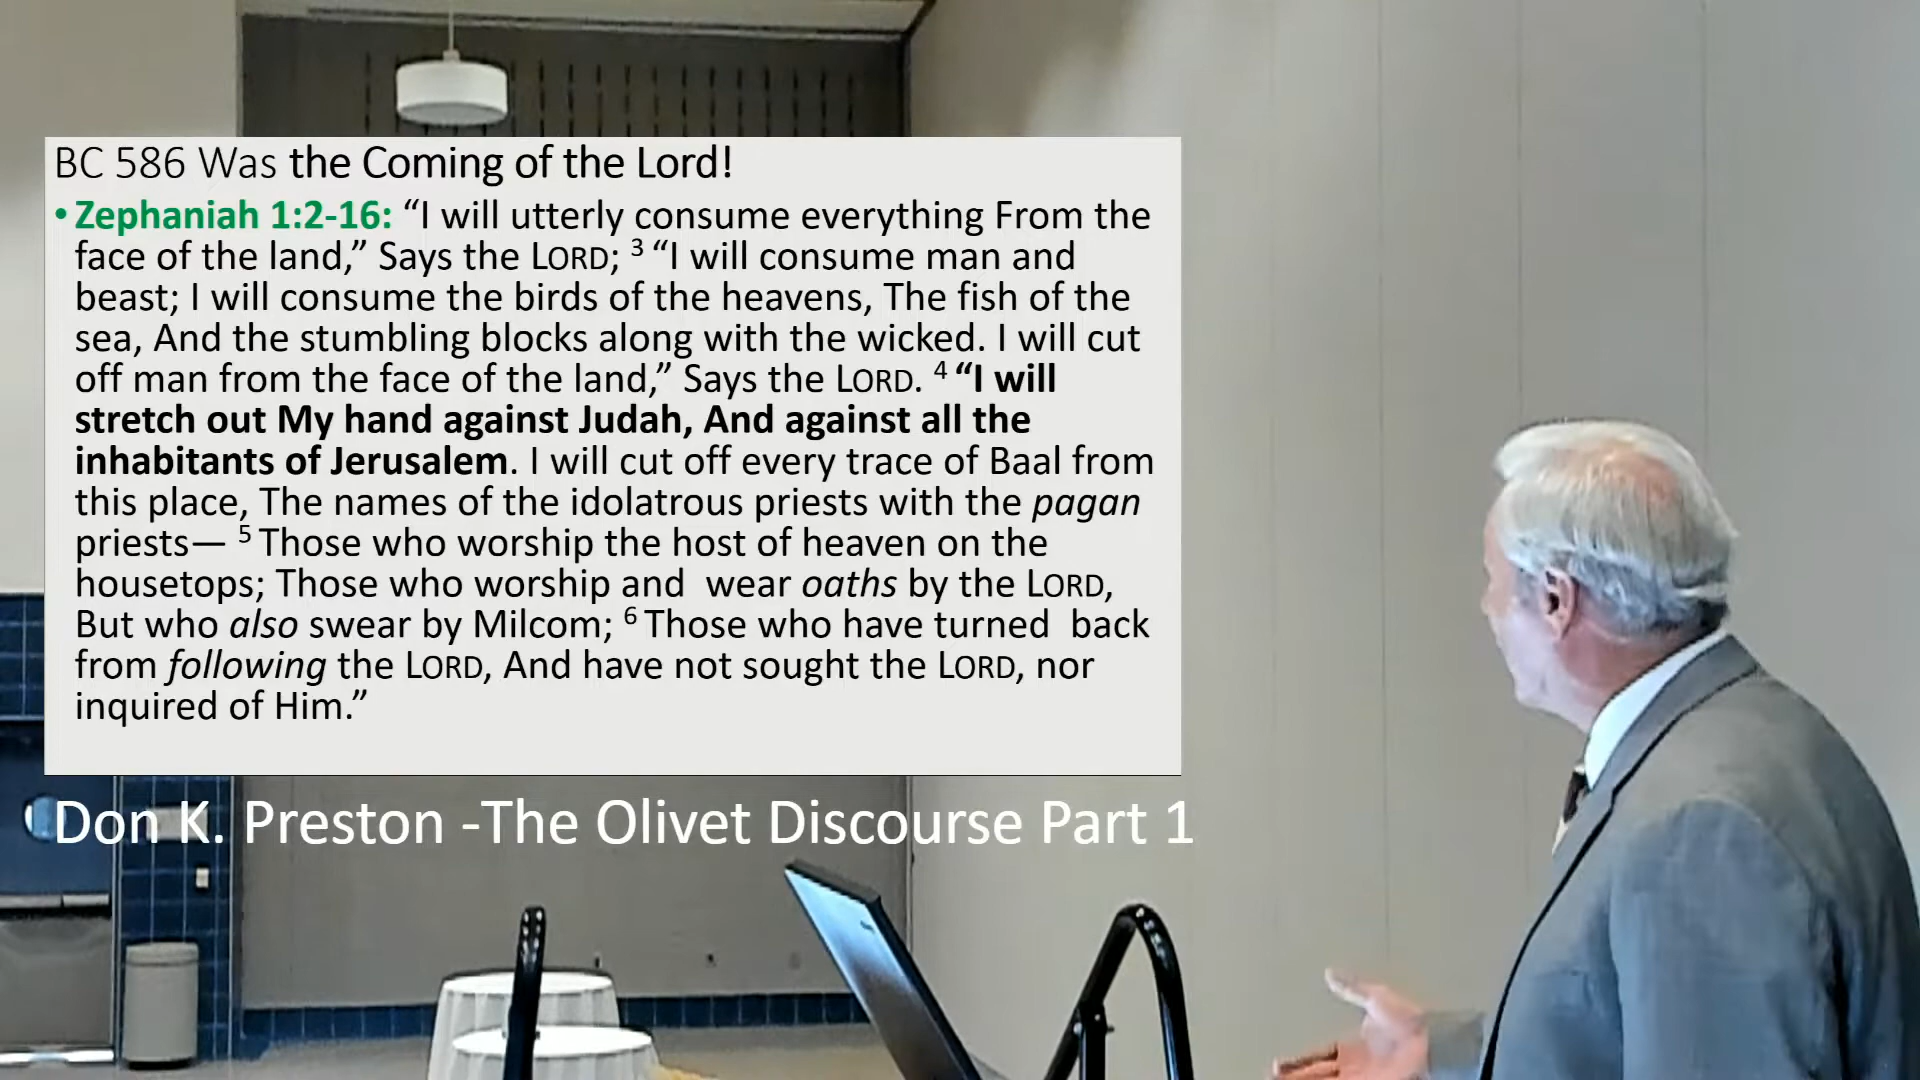 BC 586 Was the Coming of the Lord!
• Zephaniah 1:2-16: “I will utterly consume everything From the
face of the land,” Says the LORD; 3 “I will consume man and
beast; I will consume the birds of the heavens, The fish of the
sea, And the stumbling blocks along with the wicked. I will cut
off man from the face of the land,” Says the LORD. 4 “I will
stretch out My hand against Judah, And against all the
inhabitants of Jerusalem. I will cut off every trace of Baal from
this place, The names of the idolatrous priests with the pagan
priests— 5 Those who worship the host of heaven on the
housetops; Those who worship and wear oaths by the LORD,
But who also swear by Milcom; 6 Those who have turned back
from following the LORD, And have not sought the LORD, nor
inquired of Him.”
Don K. Preston -The Olivet Discourse Part 1